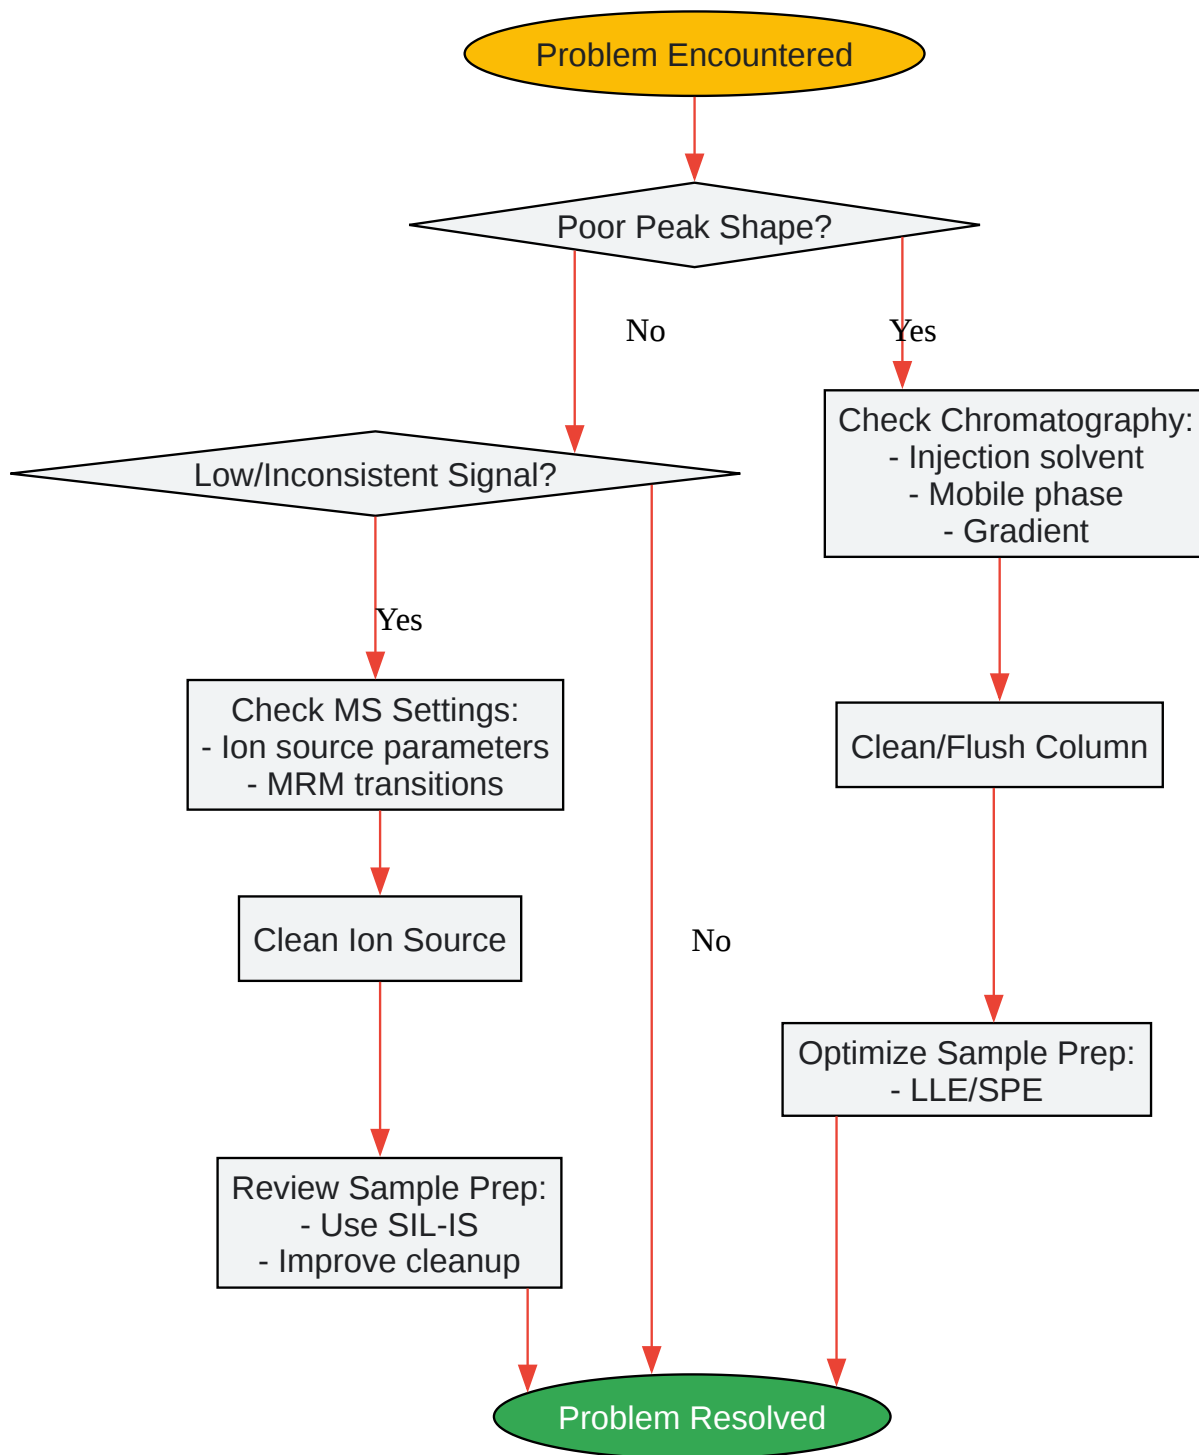 Problem Encountered
Poor Peak Shape?
No
Yes
Check Chromatography:
- Injection solvent
- Mobile phase
- Gradient
Low/Inconsistent Signal?
Yes
Check MS Settings:
- Ion source parameters
- MRM transitions
Clean/Flush Column
Clean Ion Source
No
Optimize Sample Prep:
- LLE/SPE
Review Sample Prep:
- Use SIL-IS
- Improve cleanup
Problem Resolved